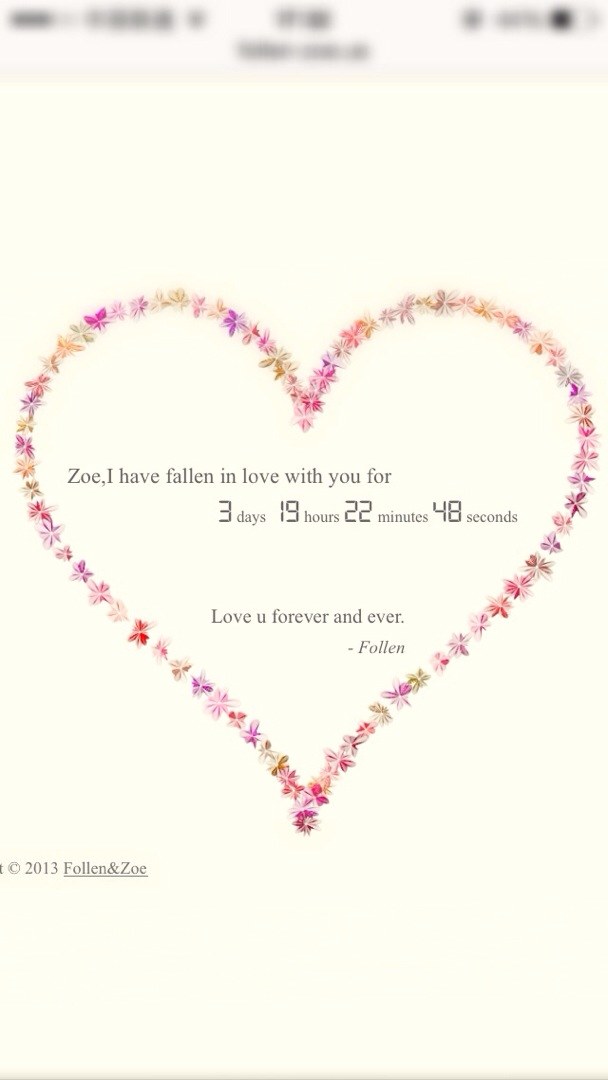 Zoe,I have fallen in love with you for
3 days 19 hours 22 minutes 48 seconds
Love u forever and ever.
- Follen
t © 2013 Follen&Zoe